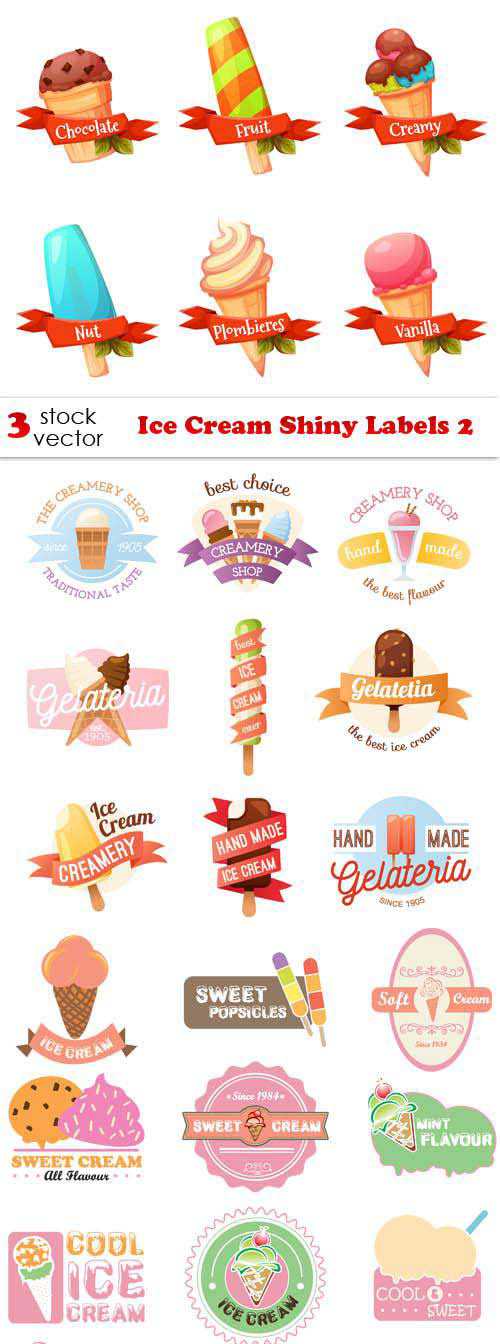 Chocolate
Fruit
Creamy
Nut
Plombieres
Vanilla
3 stock
vector
Ice Cream Shiny Labels 2
THE CREAMERY SHOP
since 1905
TRADITIONAL TASTE
best choice
CREAMERY
SHOP
CREAMERY SHOP
hand made
the best flavour
Gelateria
est.
1905
best
ICE
CREAM
ever
Gelatetia
the best ice cream
Ice
Cream
CREAMERY
HAND MADE
ICE CREAM
HAND MADE
Gelateria
SINCE 1905
ICE CREAM
SWEET
POPSICLES
Soft Cream
Since 1984
SWEET CREAM
All Flavour
Since 1984
SWEET CREAM
MINT
FLAVOUR
COOL
ICE
CREAM
ICE CREAM
COOL &
SWEET